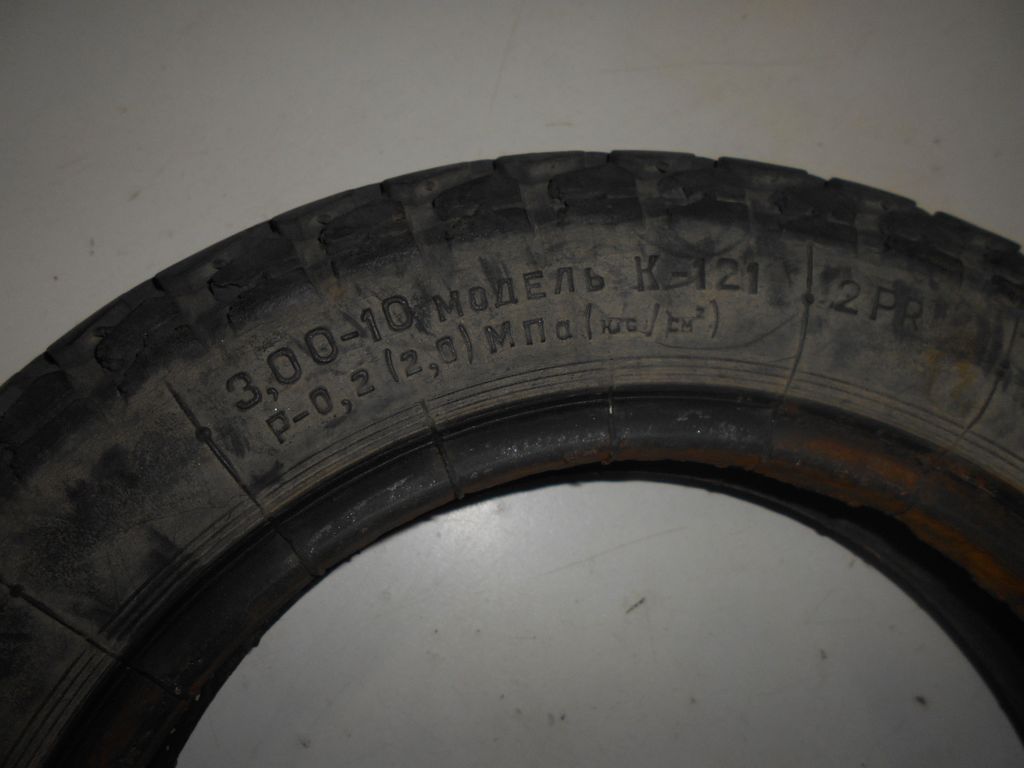 3,00-10 МОДЕЛЬ К-121
Р-0,2 (2,0) МПа (кгс/см²)
2PR